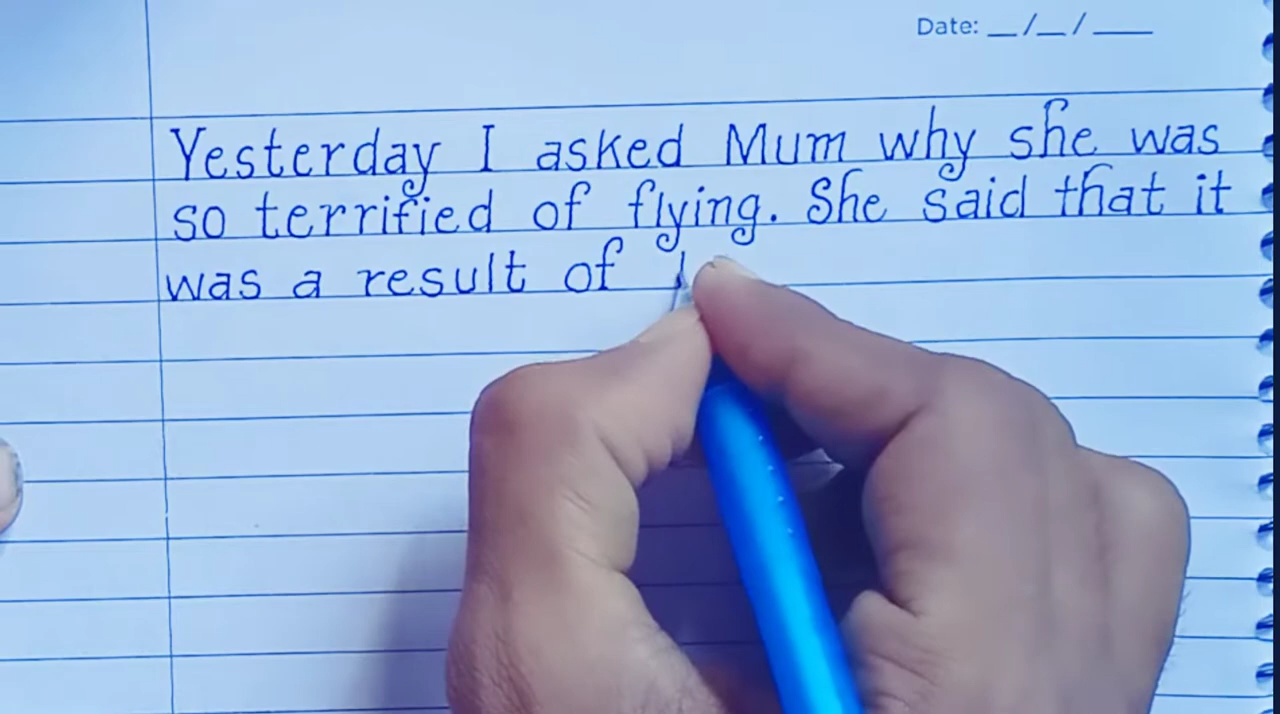 Date: __/__/____
Yesterday I asked Mum why she was
so terrified of flying. She said that it
was a result of